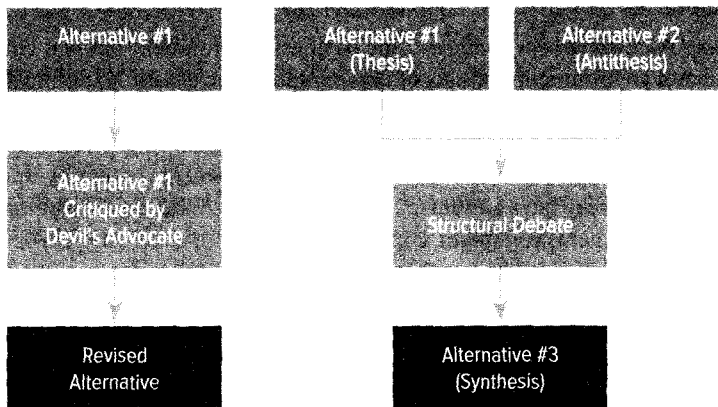 Alternative #1
Alternative #1
(Thesis)
Alternative #2
(Antithesis)
Alternative #1
Critiqued by
Devil's Advocate
Structural Debate
Revised
Alternative
Alternative #3
(Synthesis)